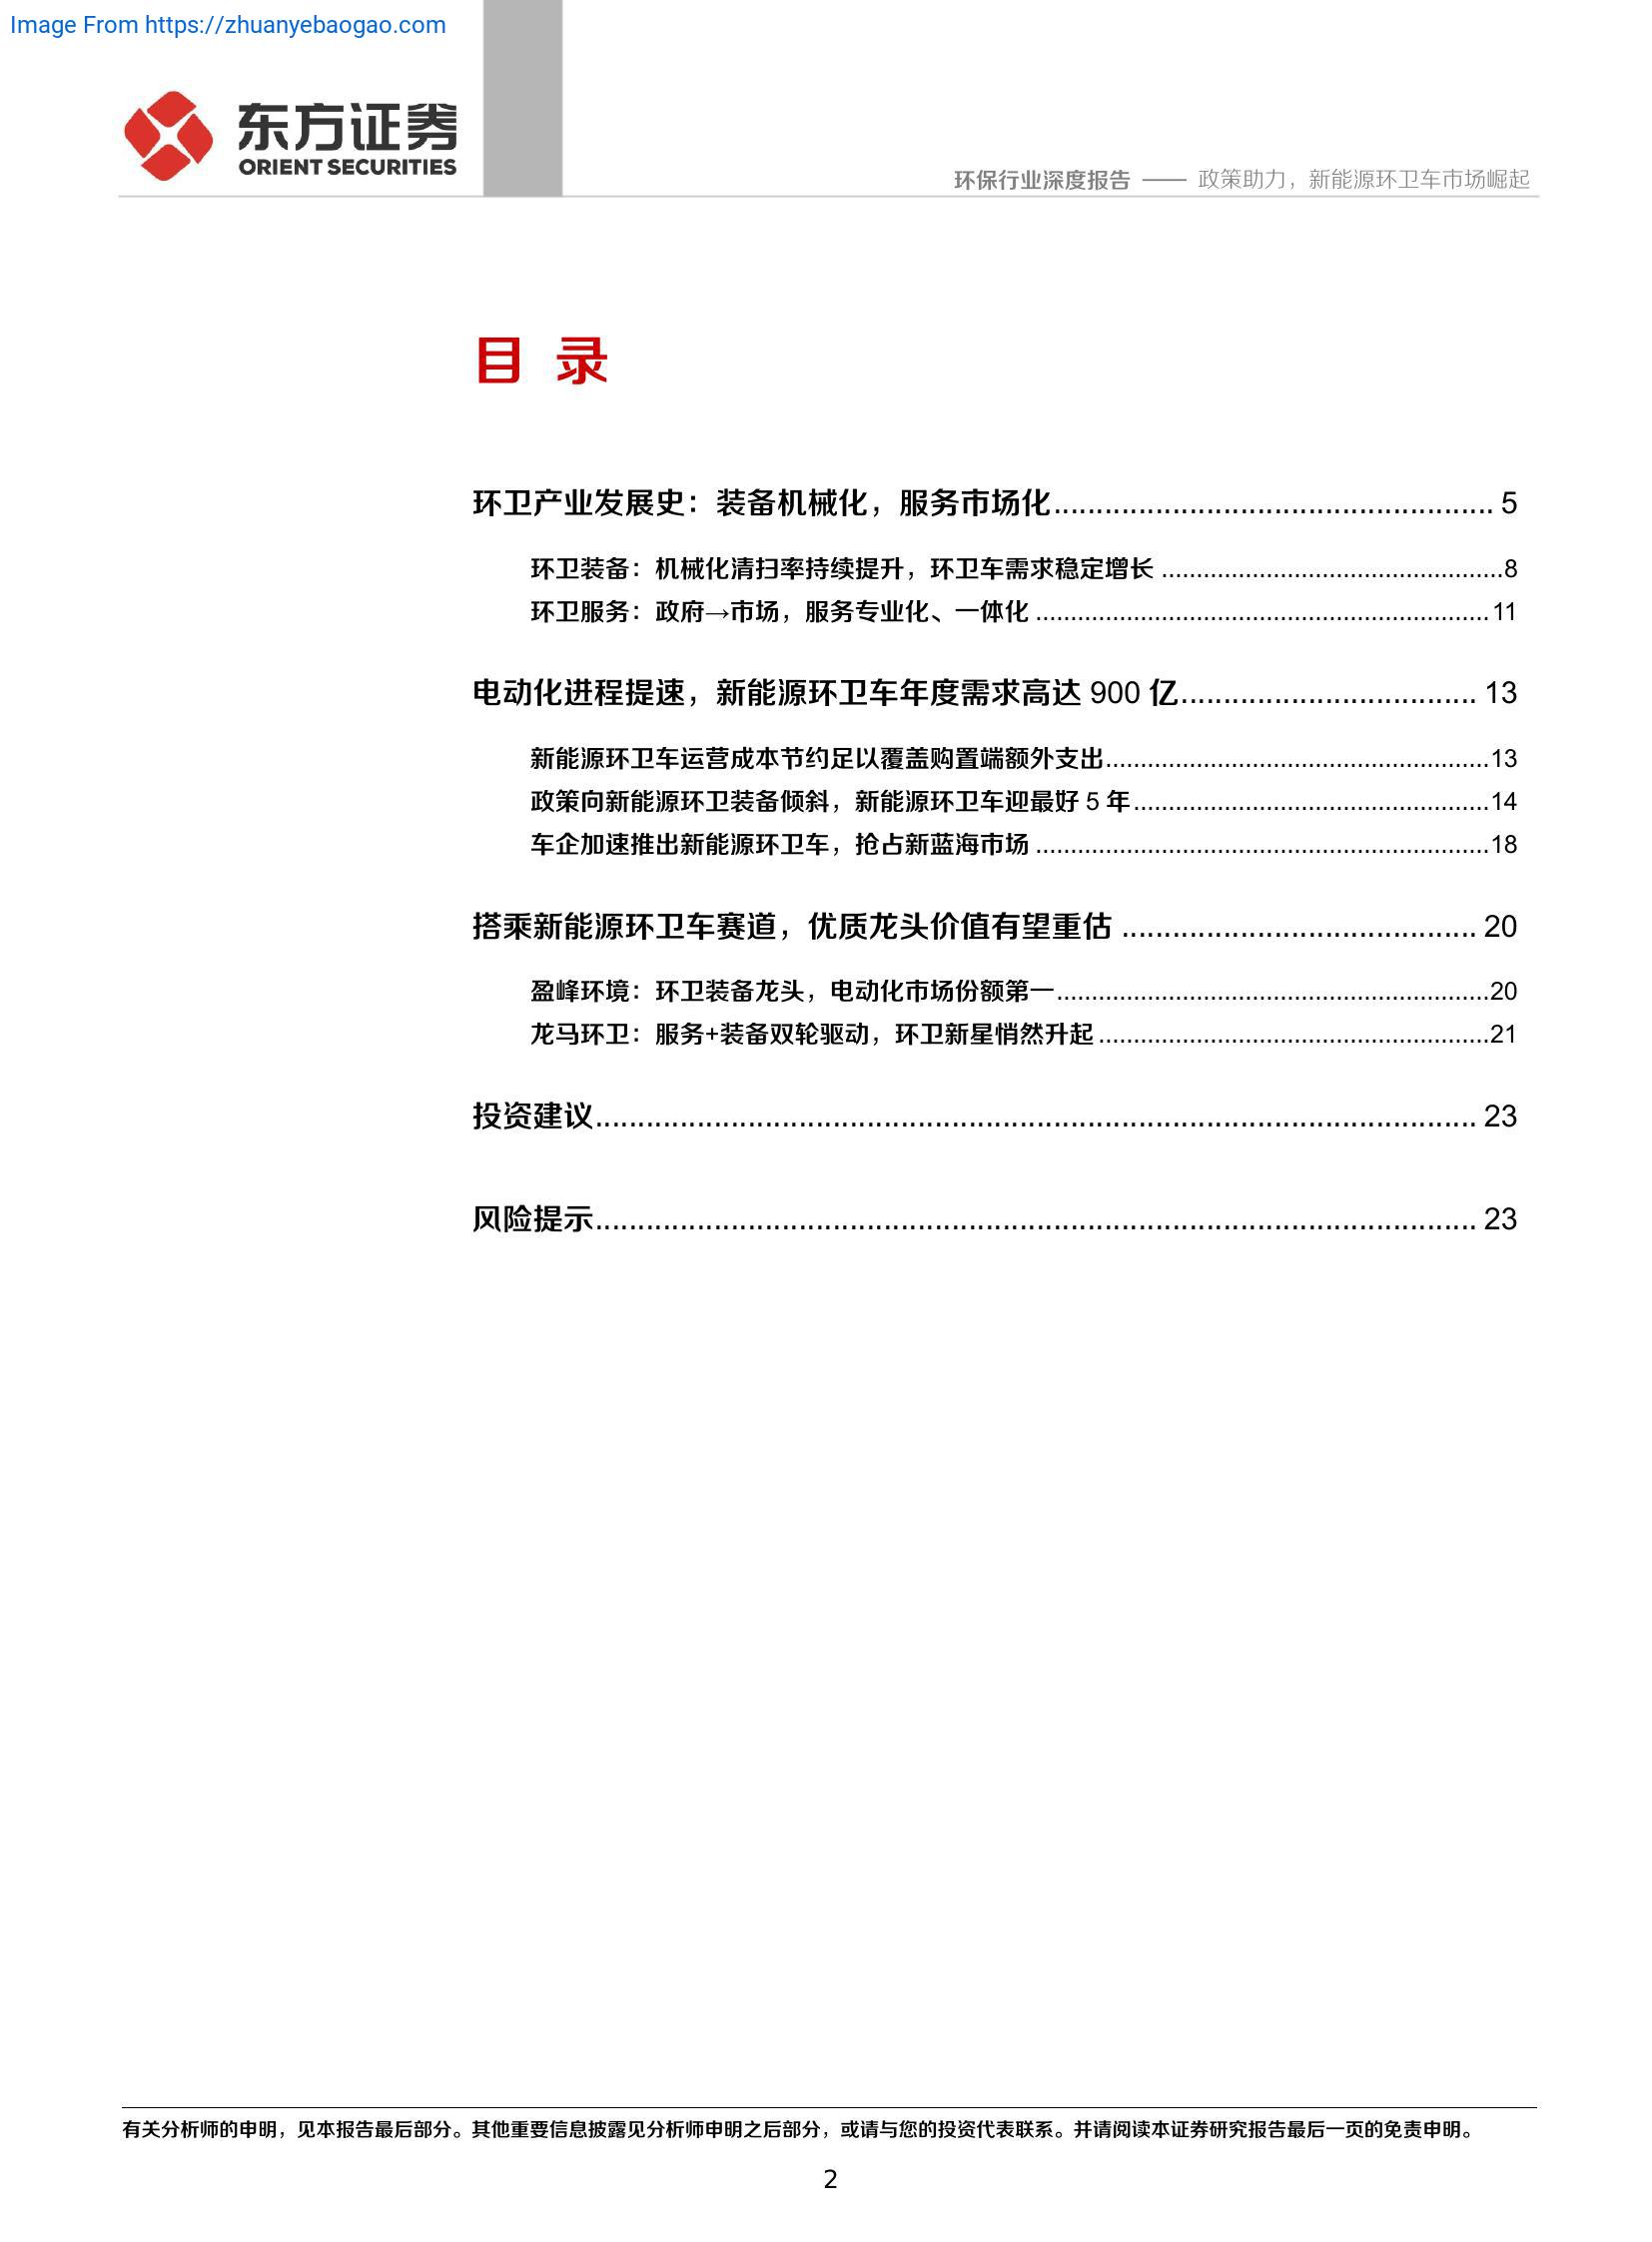 Image From https://zhuanyebaogao.com
东方证券
ORIENT SECURITIES
环保行业深度报告 —— 政策助力，新能源环卫车市场崛起
目 录
环卫产业发展史：装备机械化，服务市场化.................................................... 5
环卫装备：机械化清扫率持续提升，环卫车需求稳定增长 .................................................8
环卫服务：政府→市场，服务专业化、一体化 .................................................................11
电动化进程提速，新能源环卫车年度需求高达 900 亿................................... 13
新能源环卫车运营成本节约足以覆盖购置端额外支出.......................................................13
政策向新能源环卫装备倾斜，新能源环卫车迎最好 5 年...................................................14
车企加速推出新能源环卫车，抢占新蓝海市场 .................................................................18
搭乘新能源环卫车赛道，优质龙头价值有望重估 .......................................... 20
盈峰环境：环卫装备龙头，电动化市场份额第一..............................................................20
龙马环卫：服务+装备双轮驱动，环卫新星悄然升起 ........................................................21
投资建议........................................................................................................ 23
风险提示........................................................................................................ 23
有关分析师的申明，见本报告最后部分。其他重要信息披露见分析师申明之后部分，或请与您的投资代表联系。并请阅读本证券研究报告最后一页的免责申明。
2